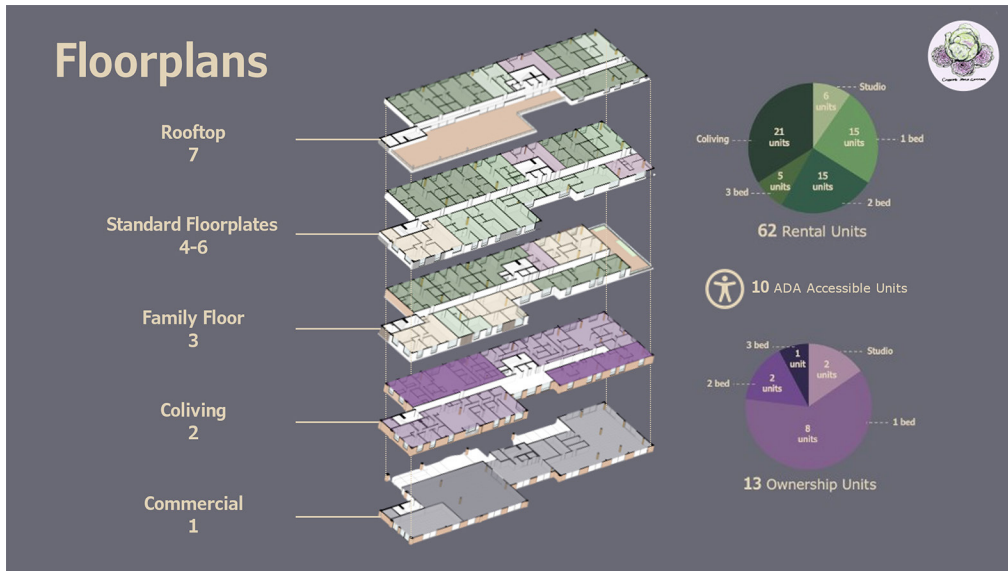 Floorplans
Rooftop
7
Standard Floorplates
4-6
Family Floor
3
Coliving
2
Commercial
1
Studio
6
units
1 bed
15
units
2 bed
15
units
3 bed
5
units
Coliving
21
units
62 Rental Units
10 ADA Accessible Units
Studio
2
units
1 bed
8
units
2 bed
2
units
3 bed
1
unit
13 Ownership Units